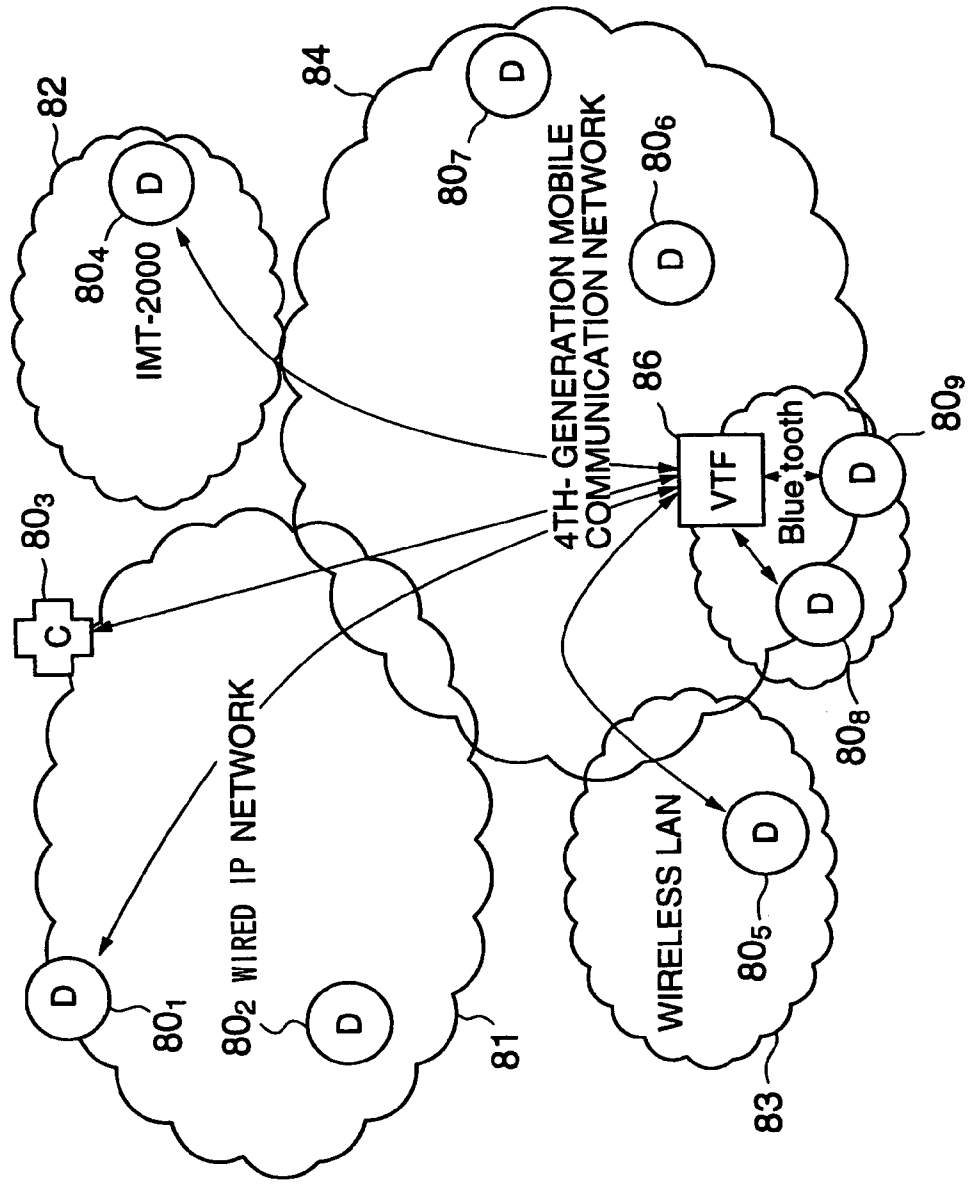 D
80₁
80₂
WIRED IP NETWORK
D
81
C
80₃
82
80₄
D
IMT-2000
84
D
80₇
4TH- GENERATION MOBILE
COMMUNICATION NETWORK
D
80₆
86
VTF
Blue tooth
D
80₈
D
80₉
WIRELESS LAN
D
80₅
83